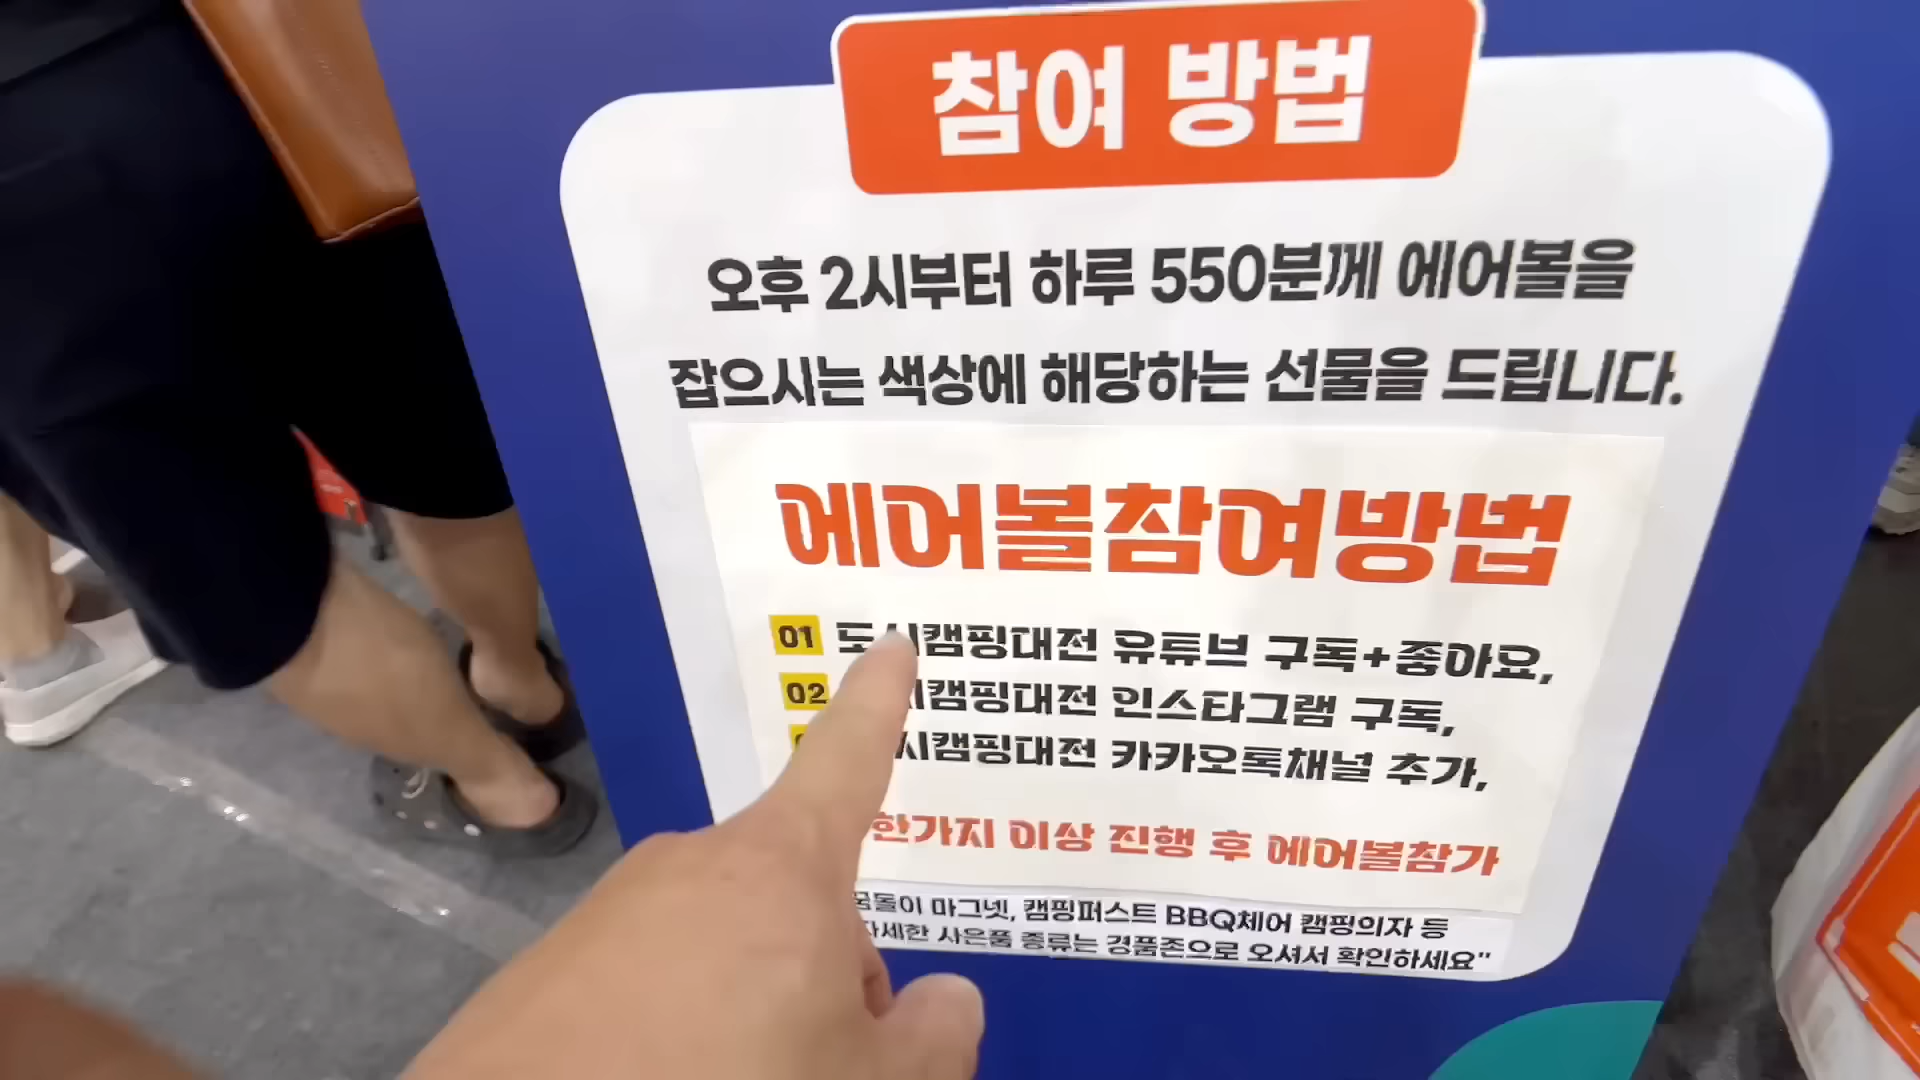 참여 방법
오후 2시부터 하루 550분께 에어볼을
잡으시는 색상에 해당하는 선물을 드립니다.
에어볼참여방법
01 도시캠핑대전 유튜브 구독+좋아요,
02 캠핑대전 인스타그램 구독,
시캠핑대전 카카오톡채널 추가,
한가지 이상 진행 후 에어볼참가
꿈돌이 마그넷, 캠핑퍼스트 BBQ체어 캠핑의자 등
자세한 사은품 종류는 경품존으로 오셔서 확인하세요"